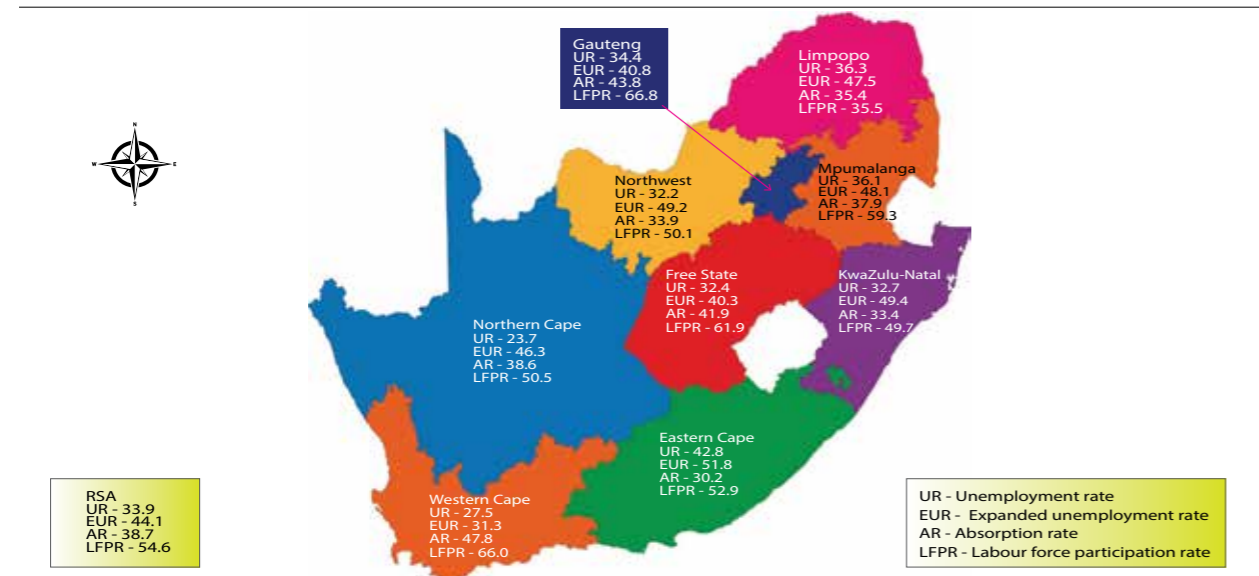 N
W
E
S
Gauteng
UR - 34.4
EUR - 40.8
AR - 43.8
LFPR - 66.8
Limpopo
UR - 36.3
EUR - 47.5
AR - 35.4
LFPR - 35.5
Mpumalanga
UR - 36.1
EUR - 48.1
AR - 37.9
LFPR - 59.3
Northwest
UR - 32.2
EUR - 49.2
AR - 33.9
LFPR - 50.1
Free State
UR - 32.4
EUR - 40.3
AR - 41.9
LFPR - 61.9
KwaZulu-Natal
UR - 32.7
EUR - 49.4
AR - 33.4
LFPR - 49.7
Northern Cape
UR - 23.7
EUR - 46.3
AR - 38.6
LFPR - 50.5
Eastern Cape
UR - 42.8
EUR - 51.8
AR - 30.2
LFPR - 52.9
Western Cape
UR - 27.5
EUR - 31.3
AR - 47.8
LFPR - 66.0
RSA
UR - 33.9
EUR - 44.1
AR - 38.7
LFPR - 54.6
UR - Unemployment rate
EUR - Expanded unemployment rate
AR - Absorption rate
LFPR - Labour force participation rate